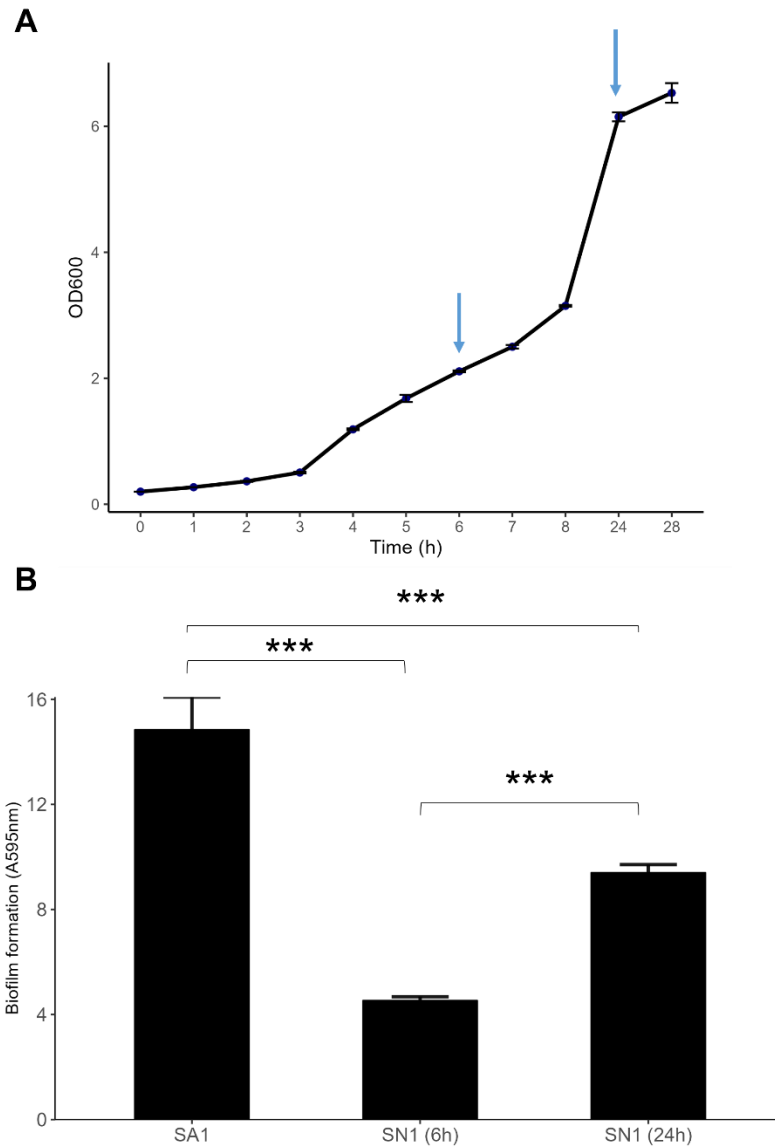 A
6
4
OD600
2
0
0 1 2 3 4 5 6 7 8 24 28
Time (h)
B
***
***
16
***
12
Biofilm formation (A595nm)
8
4
0
SA1 SN1 (6h) SN1 (24h)